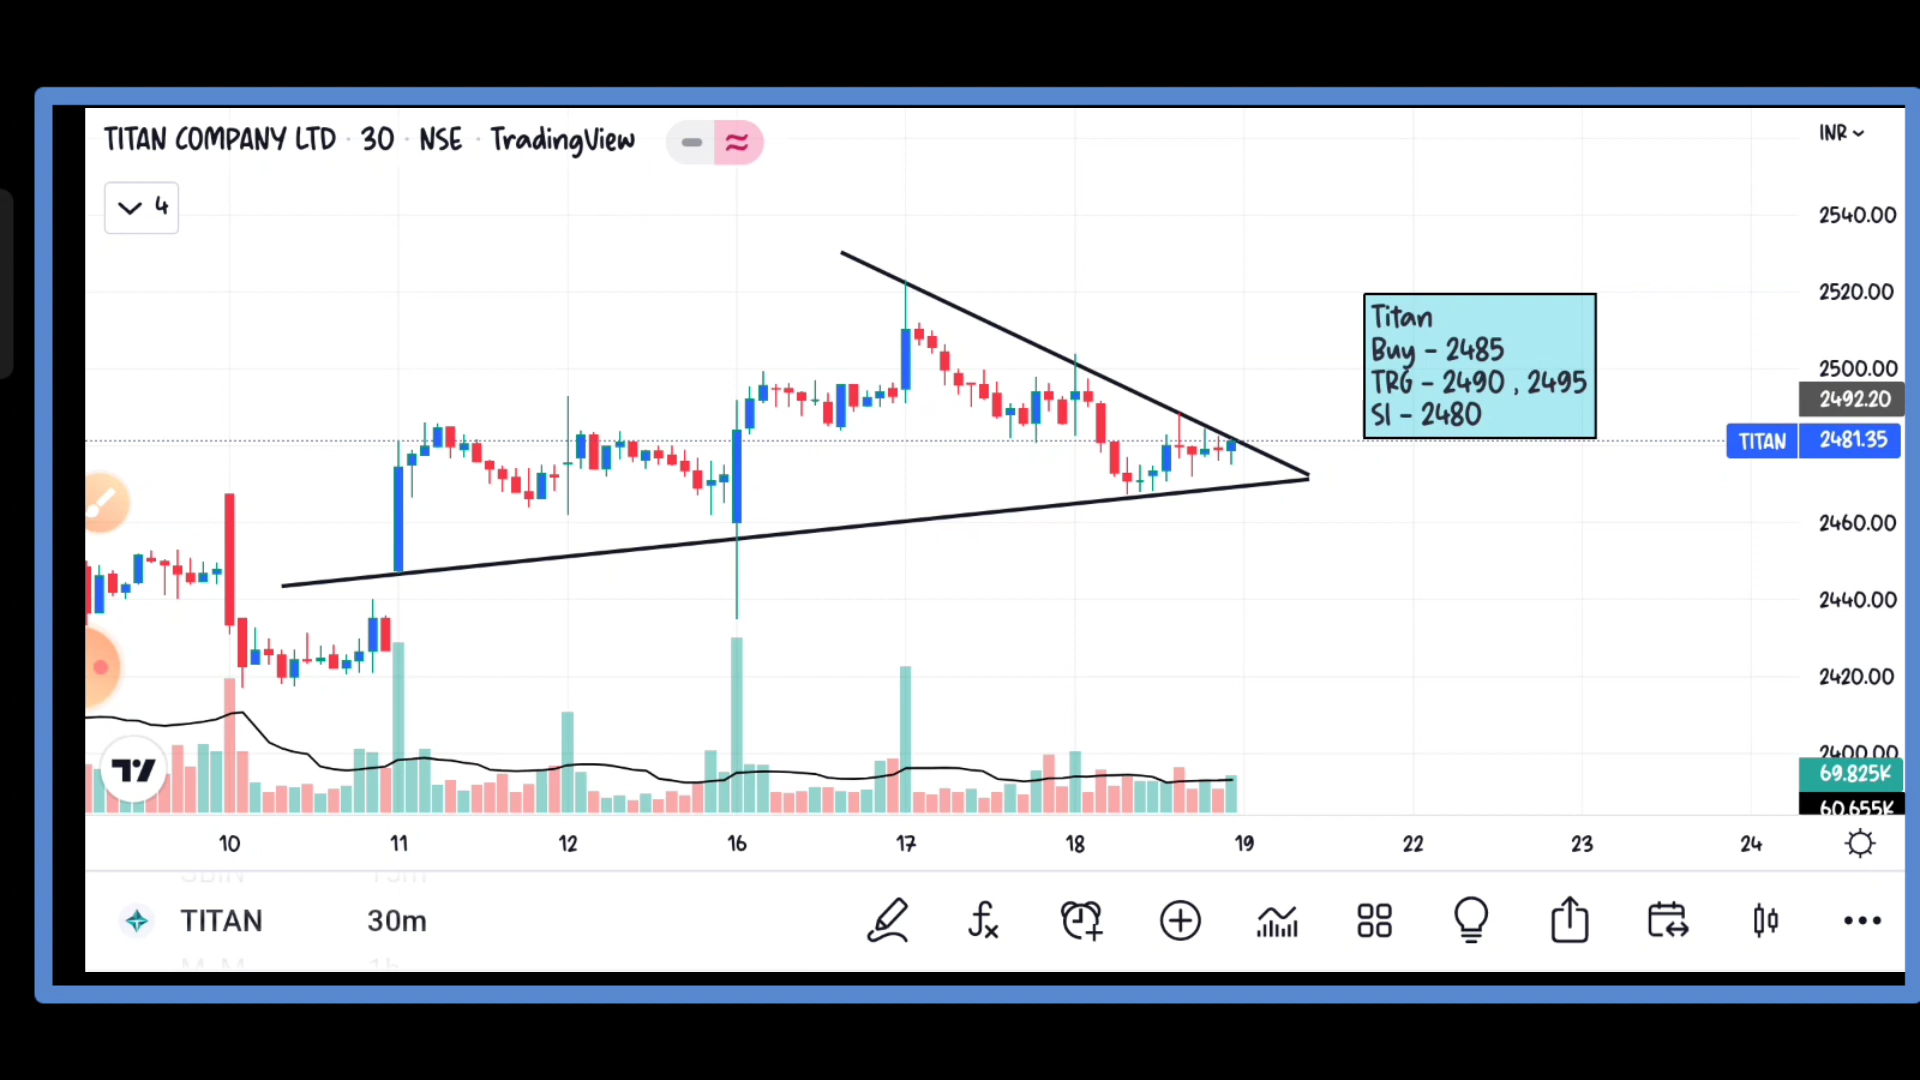 TITAN COMPANY LTD · 30 · NSE · TradingView
INR
4
2540.00
2520.00
Titan
Buy - 2485
TRG - 2490 , 2495
Sl - 2480
2500.00
2492.20
TITAN 2481.35
2460.00
2440.00
2420.00
2400.00
69.825K
60.655K
10 11 12 16 17 18 19 22 23 24
TITAN 30m